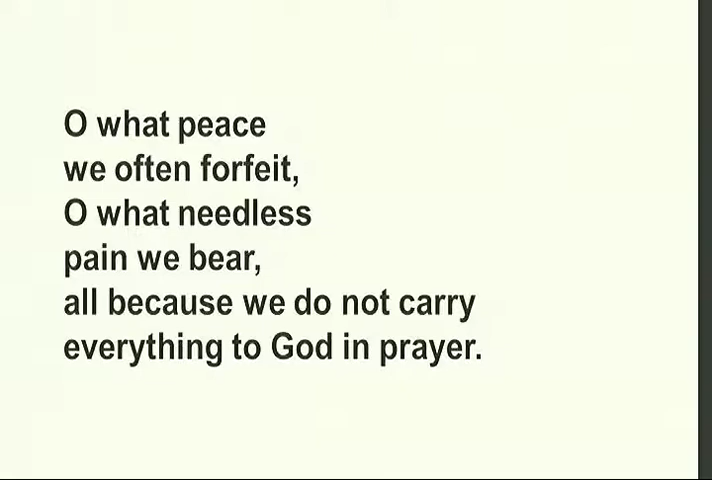 O what peace
we often forfeit,
O what needless
pain we bear,
all because we do not carry
everything to God in prayer.